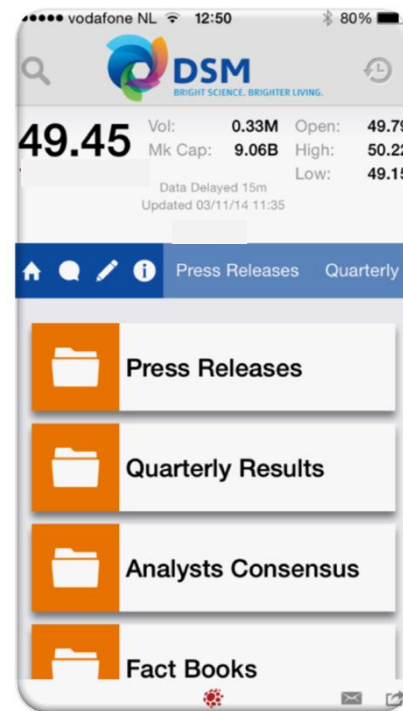 vodafone NL 12:50 80%
DSM
BRIGHT SCIENCE. BRIGHTER LIVING.
49.45
Vol: 0.33M Open: 49.79
Mk Cap: 9.06B High: 50.22
Low: 49.15
Data Delayed 15m
Updated 03/11/14 11:35
Press Releases Quarterly
Press Releases
Quarterly Results
Analysts Consensus
Fact Books